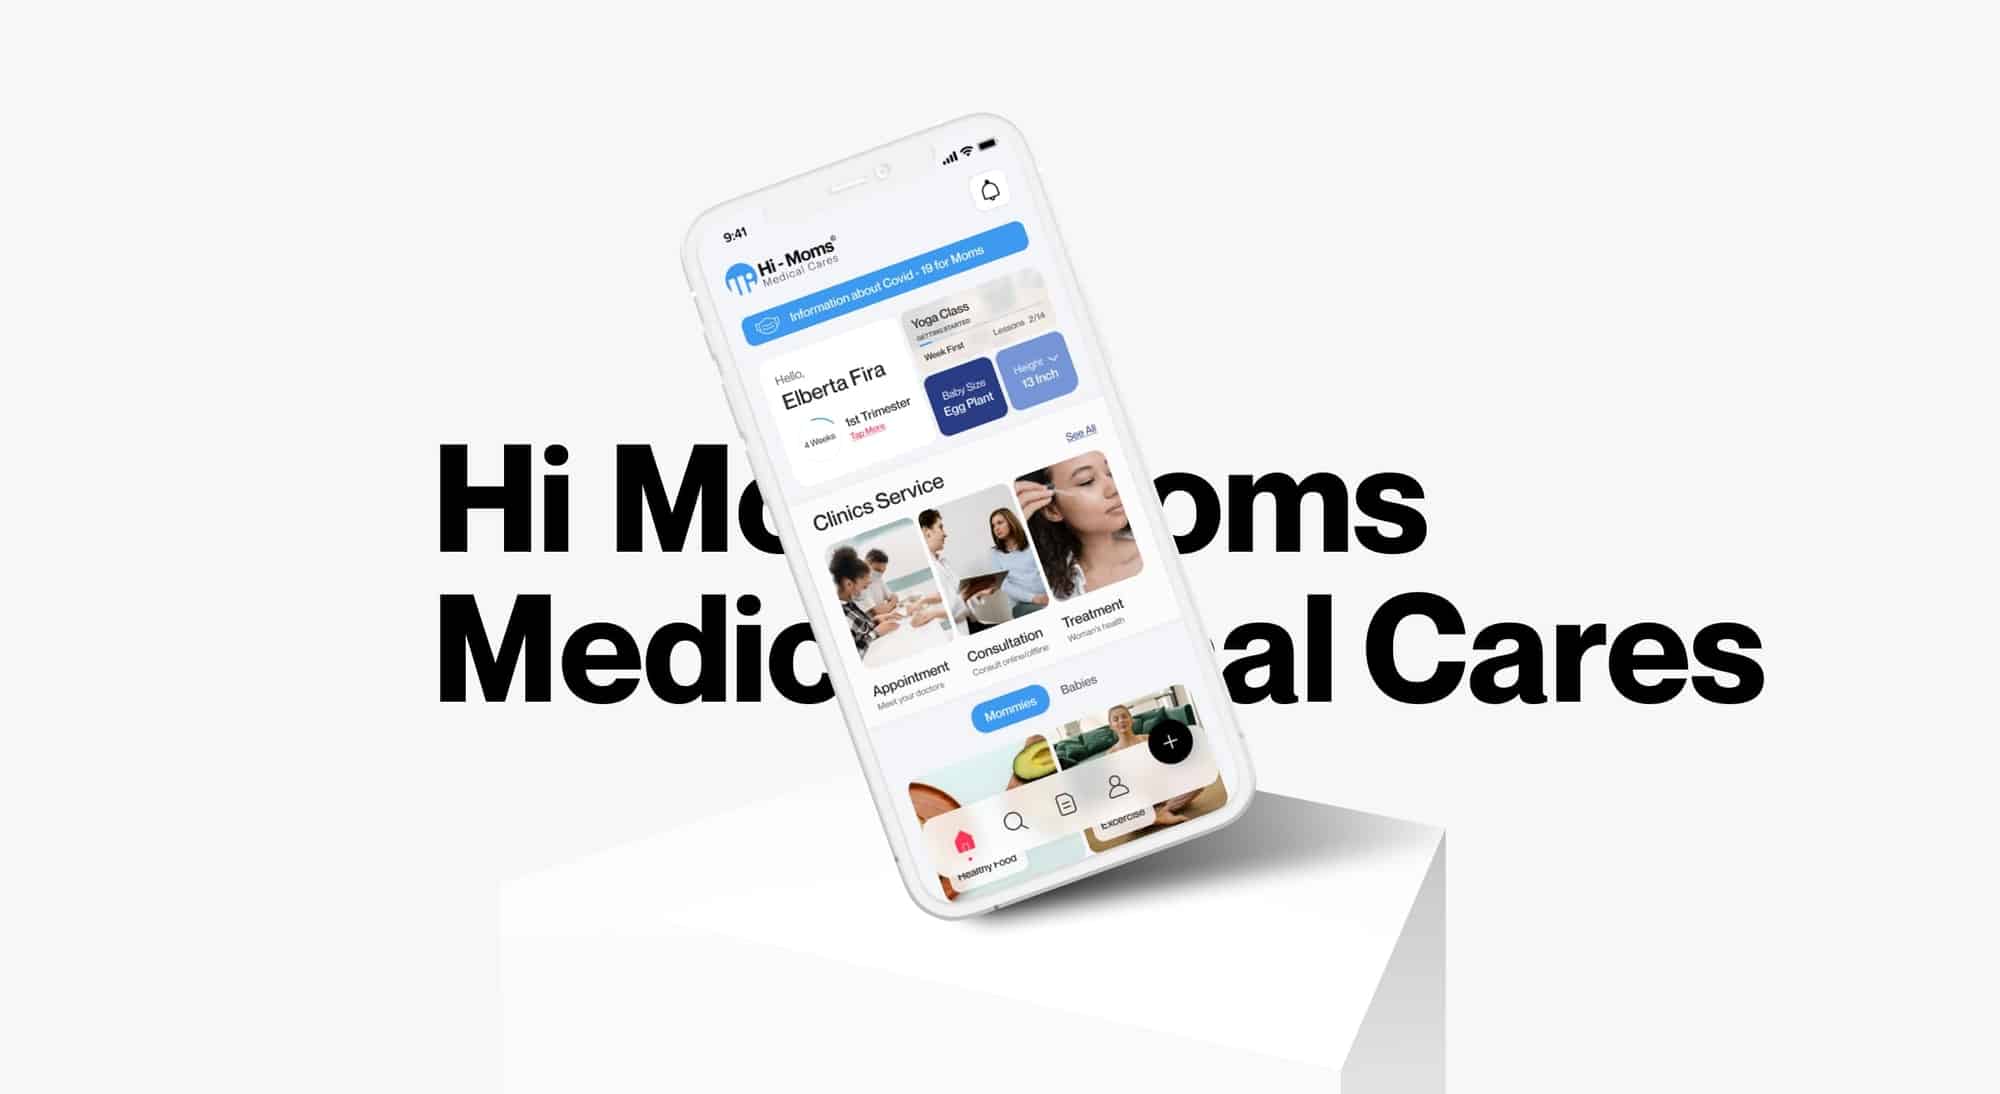 9:41
Hi - Moms®
Medical Cares
Information about Covid - 19 for Moms
Hello,
Elberta Fira
4 Weeks
1st Trimester
Tap More
Yoga Class
GETTING STARTED
Week First
Lessons 2/14
Baby Size
Egg Plant
Height
13 Inch
Clinics Service
See All
Appointment
Meet your doctors
Consultation
Consult online/offline
Treatment
Woman's health
Mommies
Babies
Healthy Food
Excercise
Hi M oms
Medic al Cares